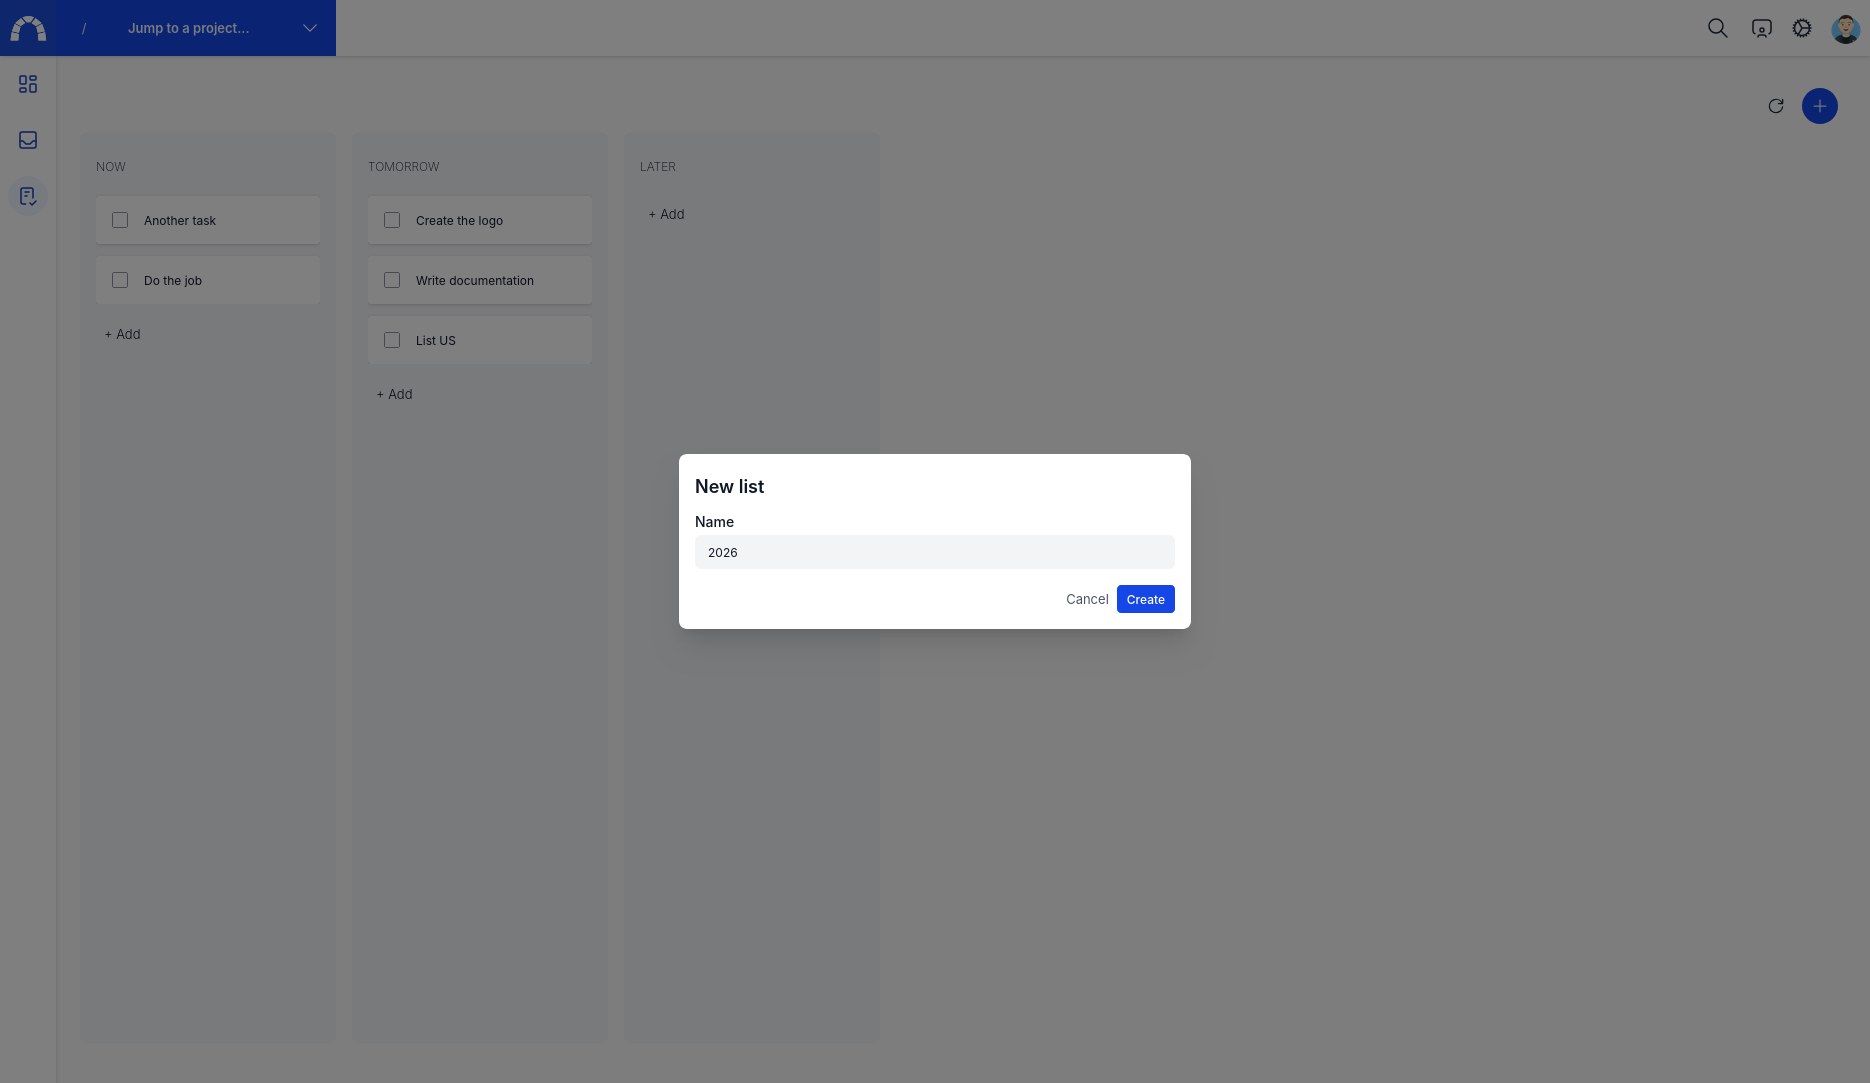 / Jump to a project...
NOW
Another task
Do the job
+ Add
TOMORROW
Create the logo
Write documentation
List US
+ Add
LATER
+ Add
New list
Name
2026
Cancel Create